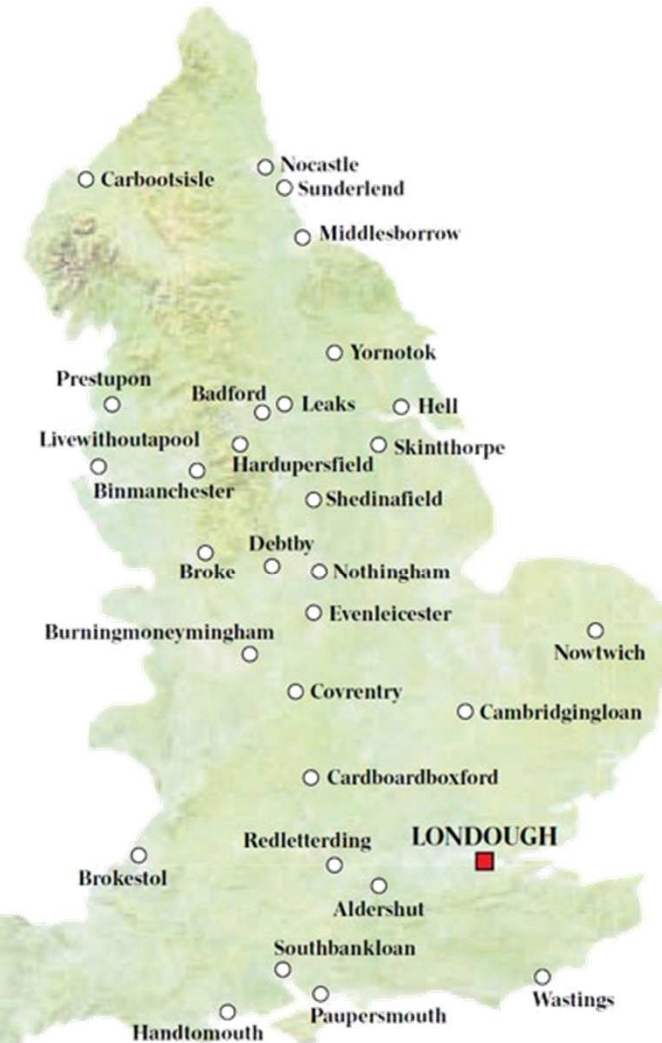 Nocastle
Carbootsisle
Sunderlend
Middlesborrow
Yornotok
Prestupon
Badford
Leaks
Hell
Livewithoutapool
Hardupersfield
Skintthorpe
Binmanchester
Shedinafield
Debtby
Broke
Nothingham
Evenleicester
Burningmoneymingham
Nowtwich
Covrentry
Cambridgingloan
Cardboardboxford
Redletterding
LONDOUGH
Brokestol
Aldershut
Southbankloan
Wastings
Paupersmouth
Handtomouth